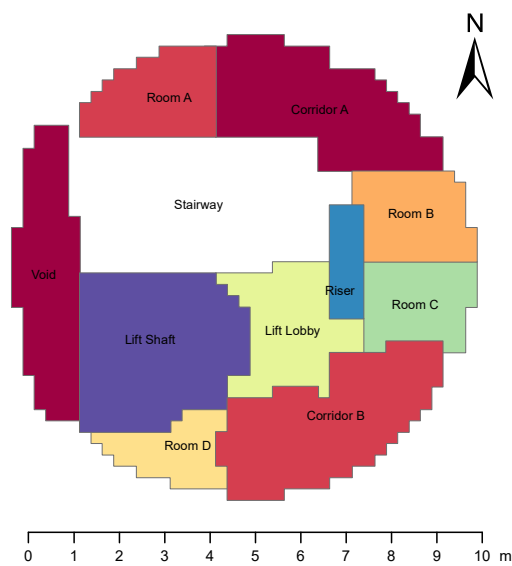 N
Room A
Corridor A
Stairway
Room B
Void
Riser
Room C
Lift Lobby
Lift Shaft
Corridor B
Room D
0 1 2 3 4 5 6 7 8 9 10 m